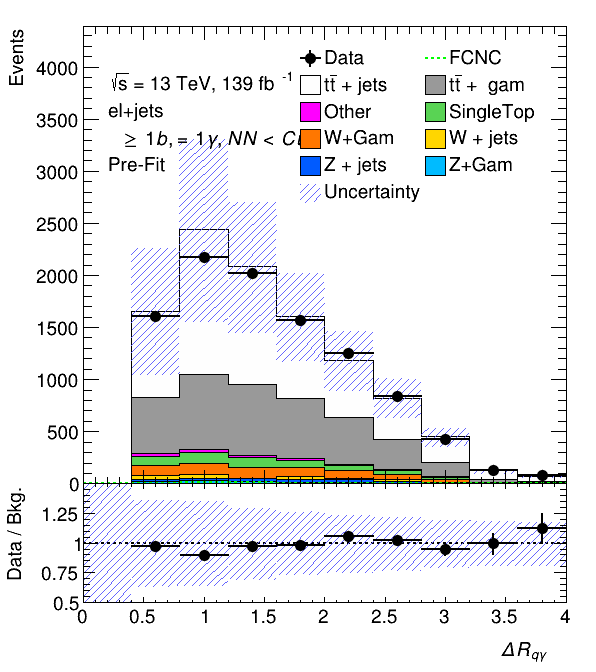 Events
4000
3500
3000
2500
2000
1500
1000
500
0
√s = 13 TeV, 139 fb -1
el+jets
≥ 1b, = 1γ, NN <
Pre-Fit
Data
FCNC
tt̄ + jets
tt̄ + gam
Other
SingleTop
W+Gam
W + jets
Z + jets
Z+Gam
Uncertainty
Data / Bkg.
1.25
1
0.75
0.5
0 0.5 1 1.5 2 2.5 3 3.5 4
ΔR qγ